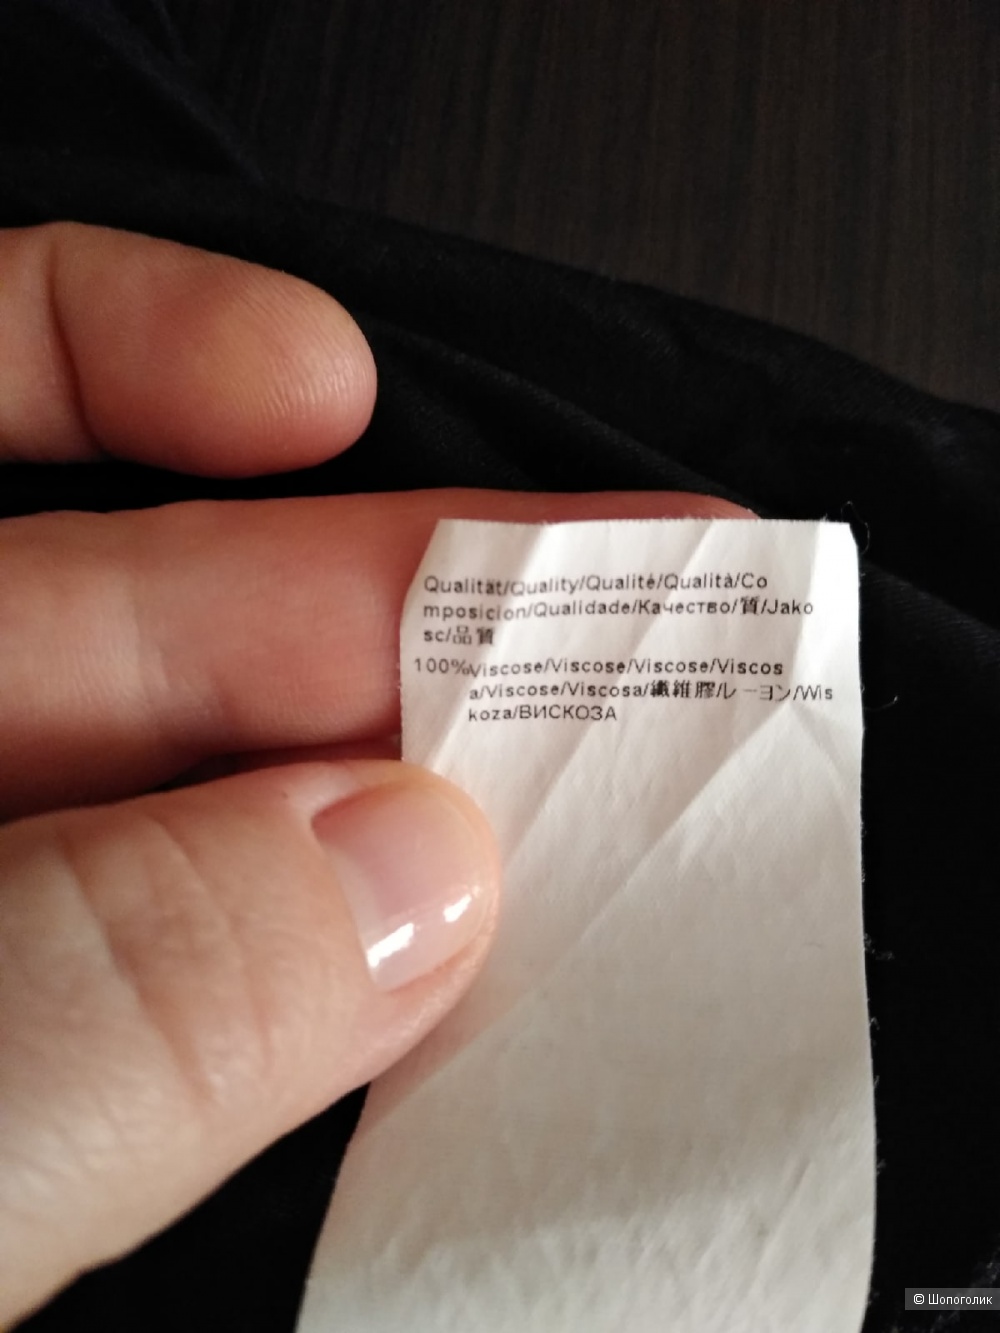 Qualität/Quality/Qualité/Qualità/Co
mposicion/Qualidade/Качество/質/Jako
sc/品質
100%Viscose/Viscose/Viscose/Viscos
a/Viscose/Viscosa/纖維膠/レーヨン/Wis
koza/ВИСКОЗА
© Шопоголик